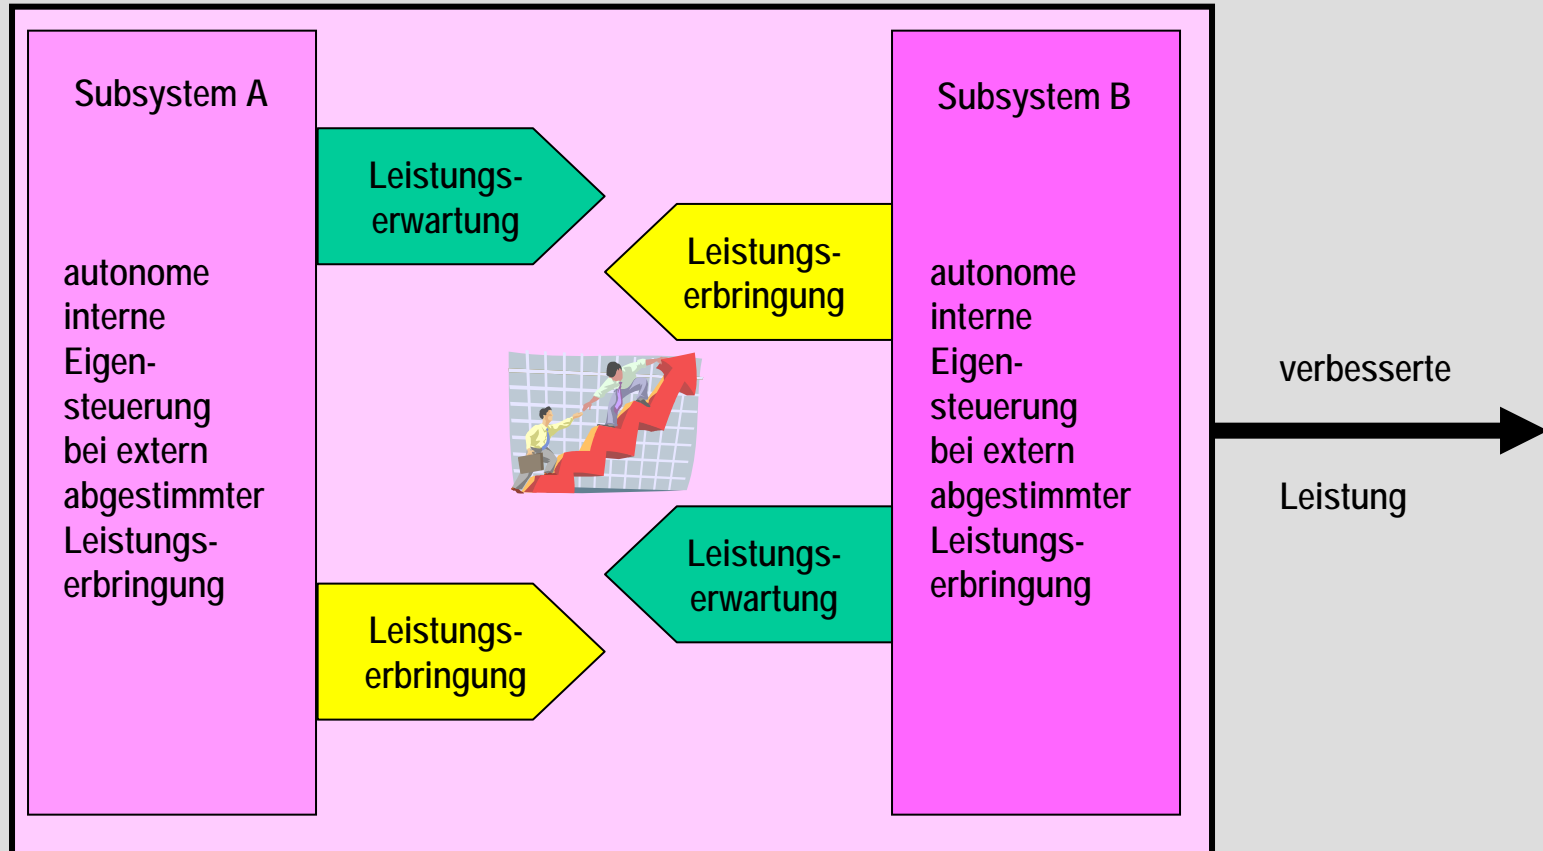 Subsystem A
autonome
interne
Eigen-
steuerung
bei extern
abgestimmter
Leistungs-
erbringung
Leistungs-
erwartung
Leistungs-
erbringung
Leistungs-
erbringung
Leistungs-
erwartung
Subsystem B
autonome
interne
Eigen-
steuerung
bei extern
abgestimmter
Leistungs-
erbringung
verbesserte
Leistung